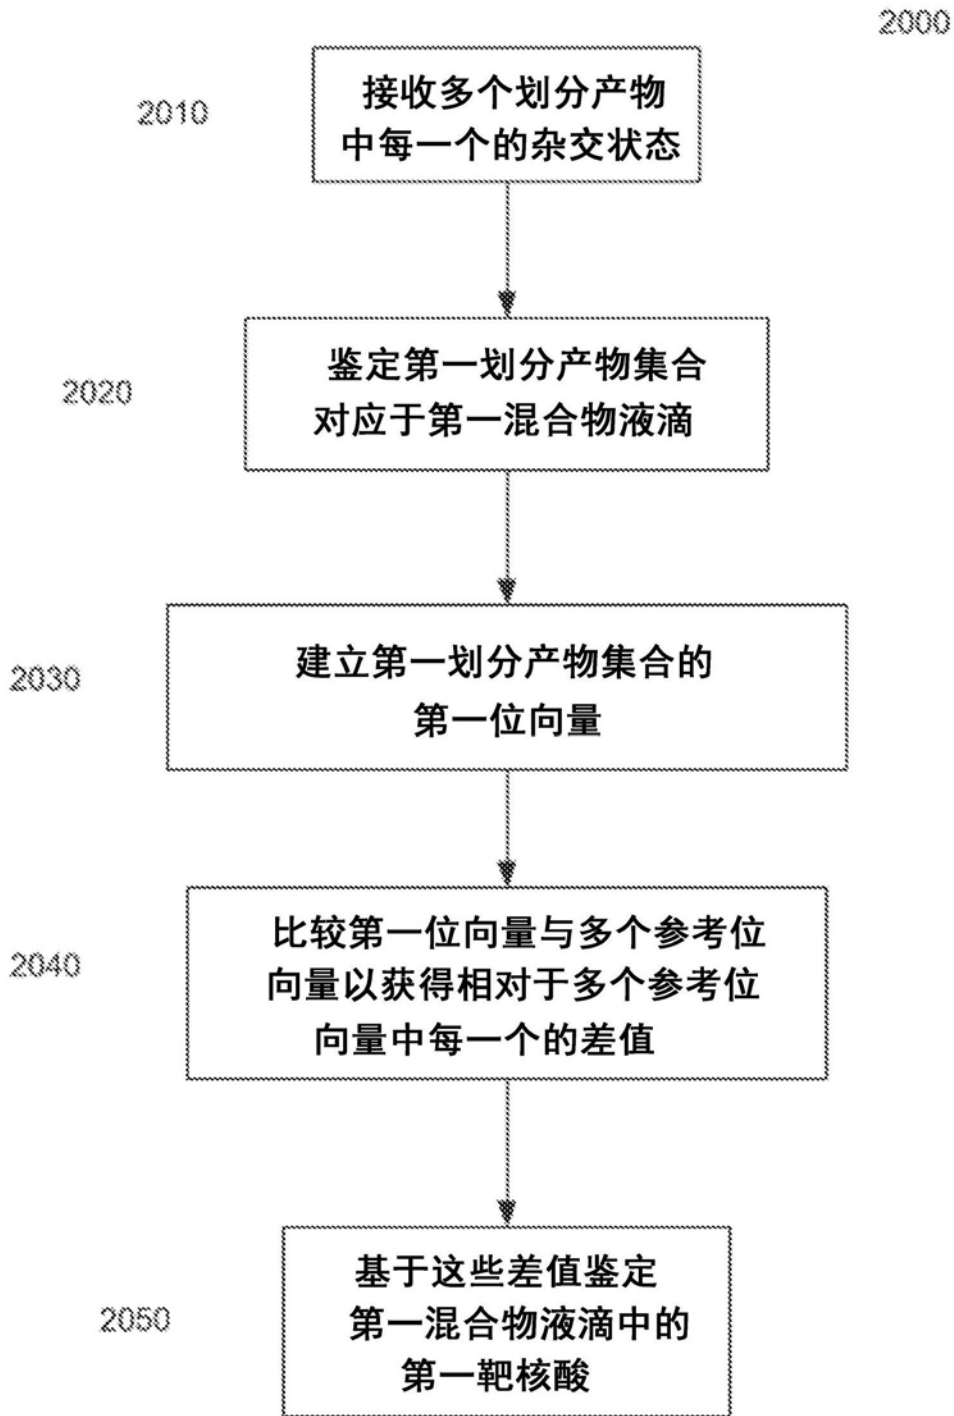 2000
2010
接收多个划分产物
中每一个的杂交状态
2020
鉴定第一划分产物集合
对应于第一混合物液滴
2030
建立第一划分产物集合的
第一位向量
2040
比较第一位向量与多个参考位
向量以获得相对于多个参考位
向量中每一个的差值
2050
基于这些差值鉴定
第一混合物液滴中的
第一靶核酸